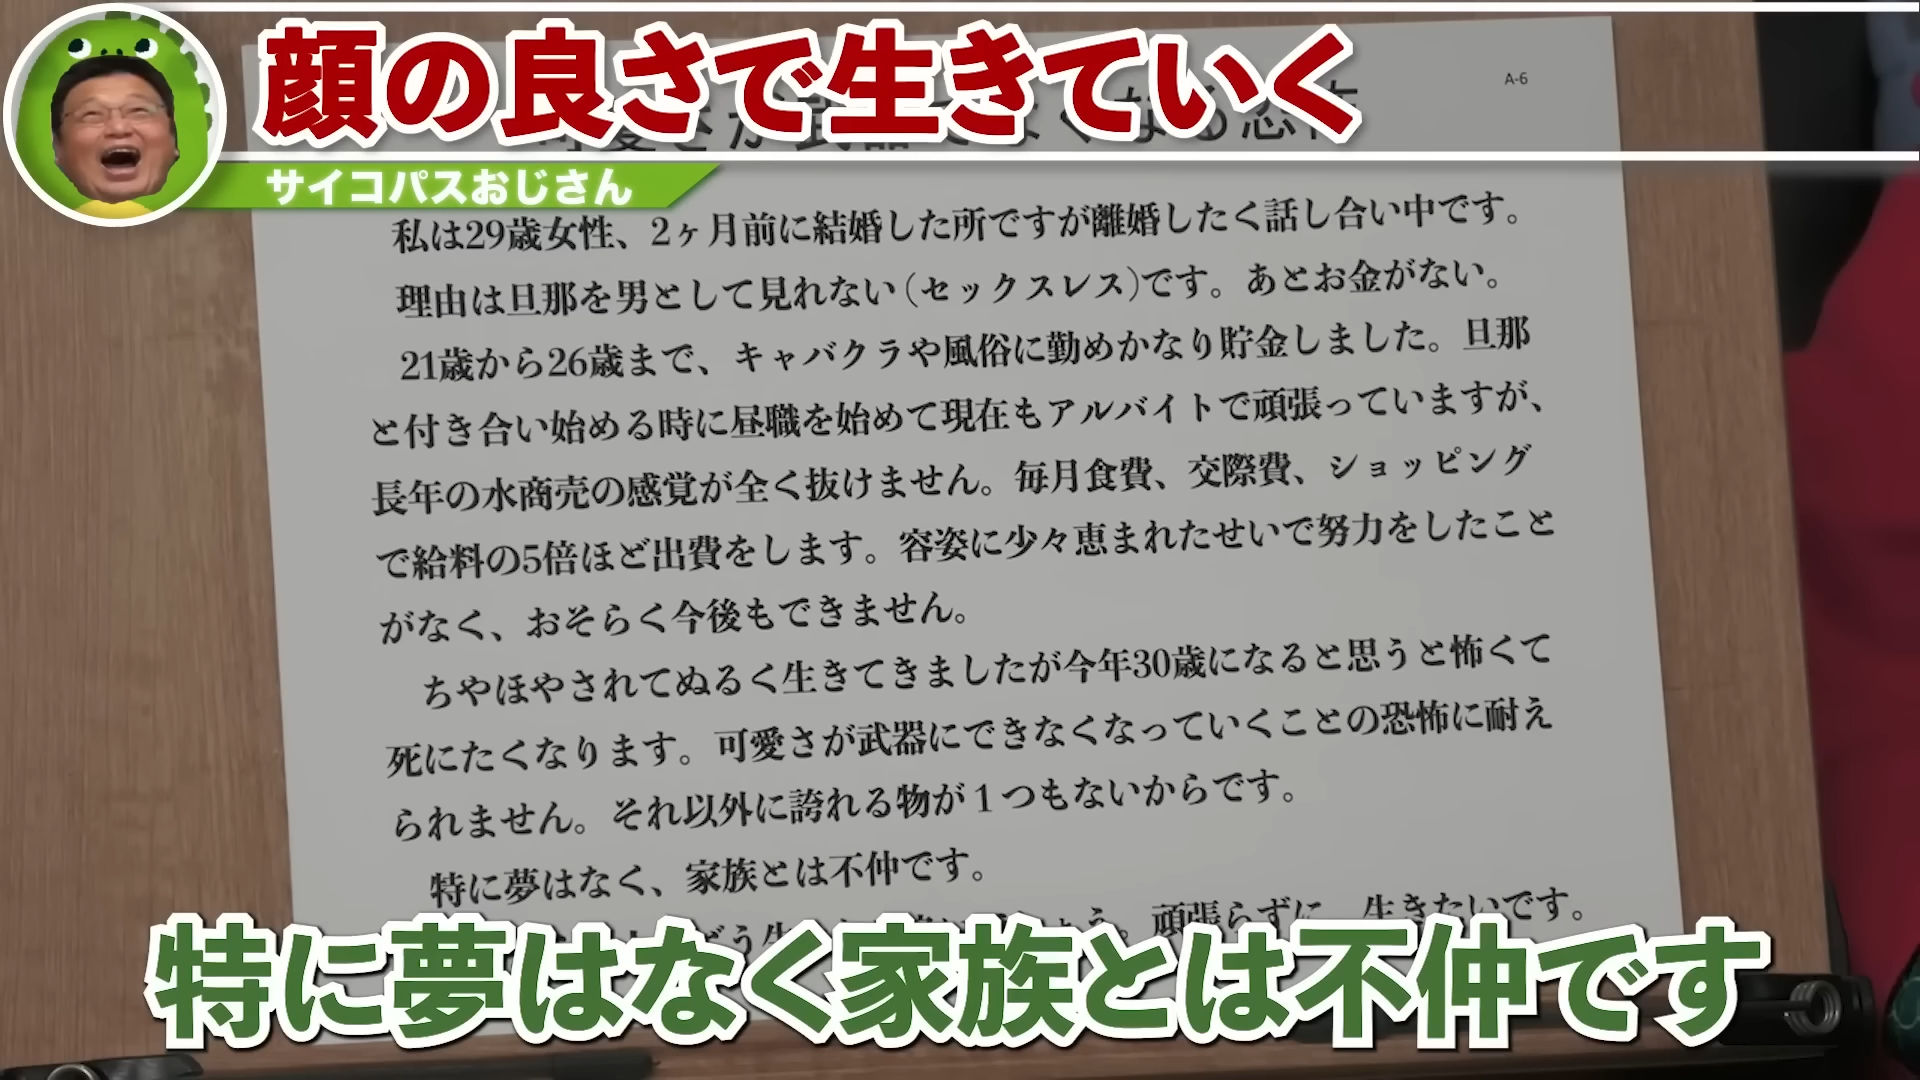 顔の良さで生きていく
A-6
サイコパスおじさん
私は29歳女性、2ヶ月前に結婚した所ですが離婚したく話し合い中です。
理由は旦那を男として見れない(セックスレス)です。あとお金がない。
21歳から26歳まで、キャバクラや風俗に勤めかなり貯金しました。旦那
と付き合い始める時に昼職を始めて現在もアルバイトで頑張っていますが、
長年の水商売の感覚が全く抜けません。毎月食費、交際費、ショッピング
で給料の5倍ほど出費をします。容姿に少々恵まれたせいで努力をしたこと
がなく、おそらく今後もできません。
ちやほやされてぬるく生きてきましたが今年30歳になると思うと怖くて
死にたくなります。可愛さが武器にできなくなっていくことの恐怖に耐え
られません。それ以外に誇れる物が1つもないからです。
特に夢はなく、家族とは不仲です。
頑張らずに 生きたいです。
特に夢はなく家族とは不仲です